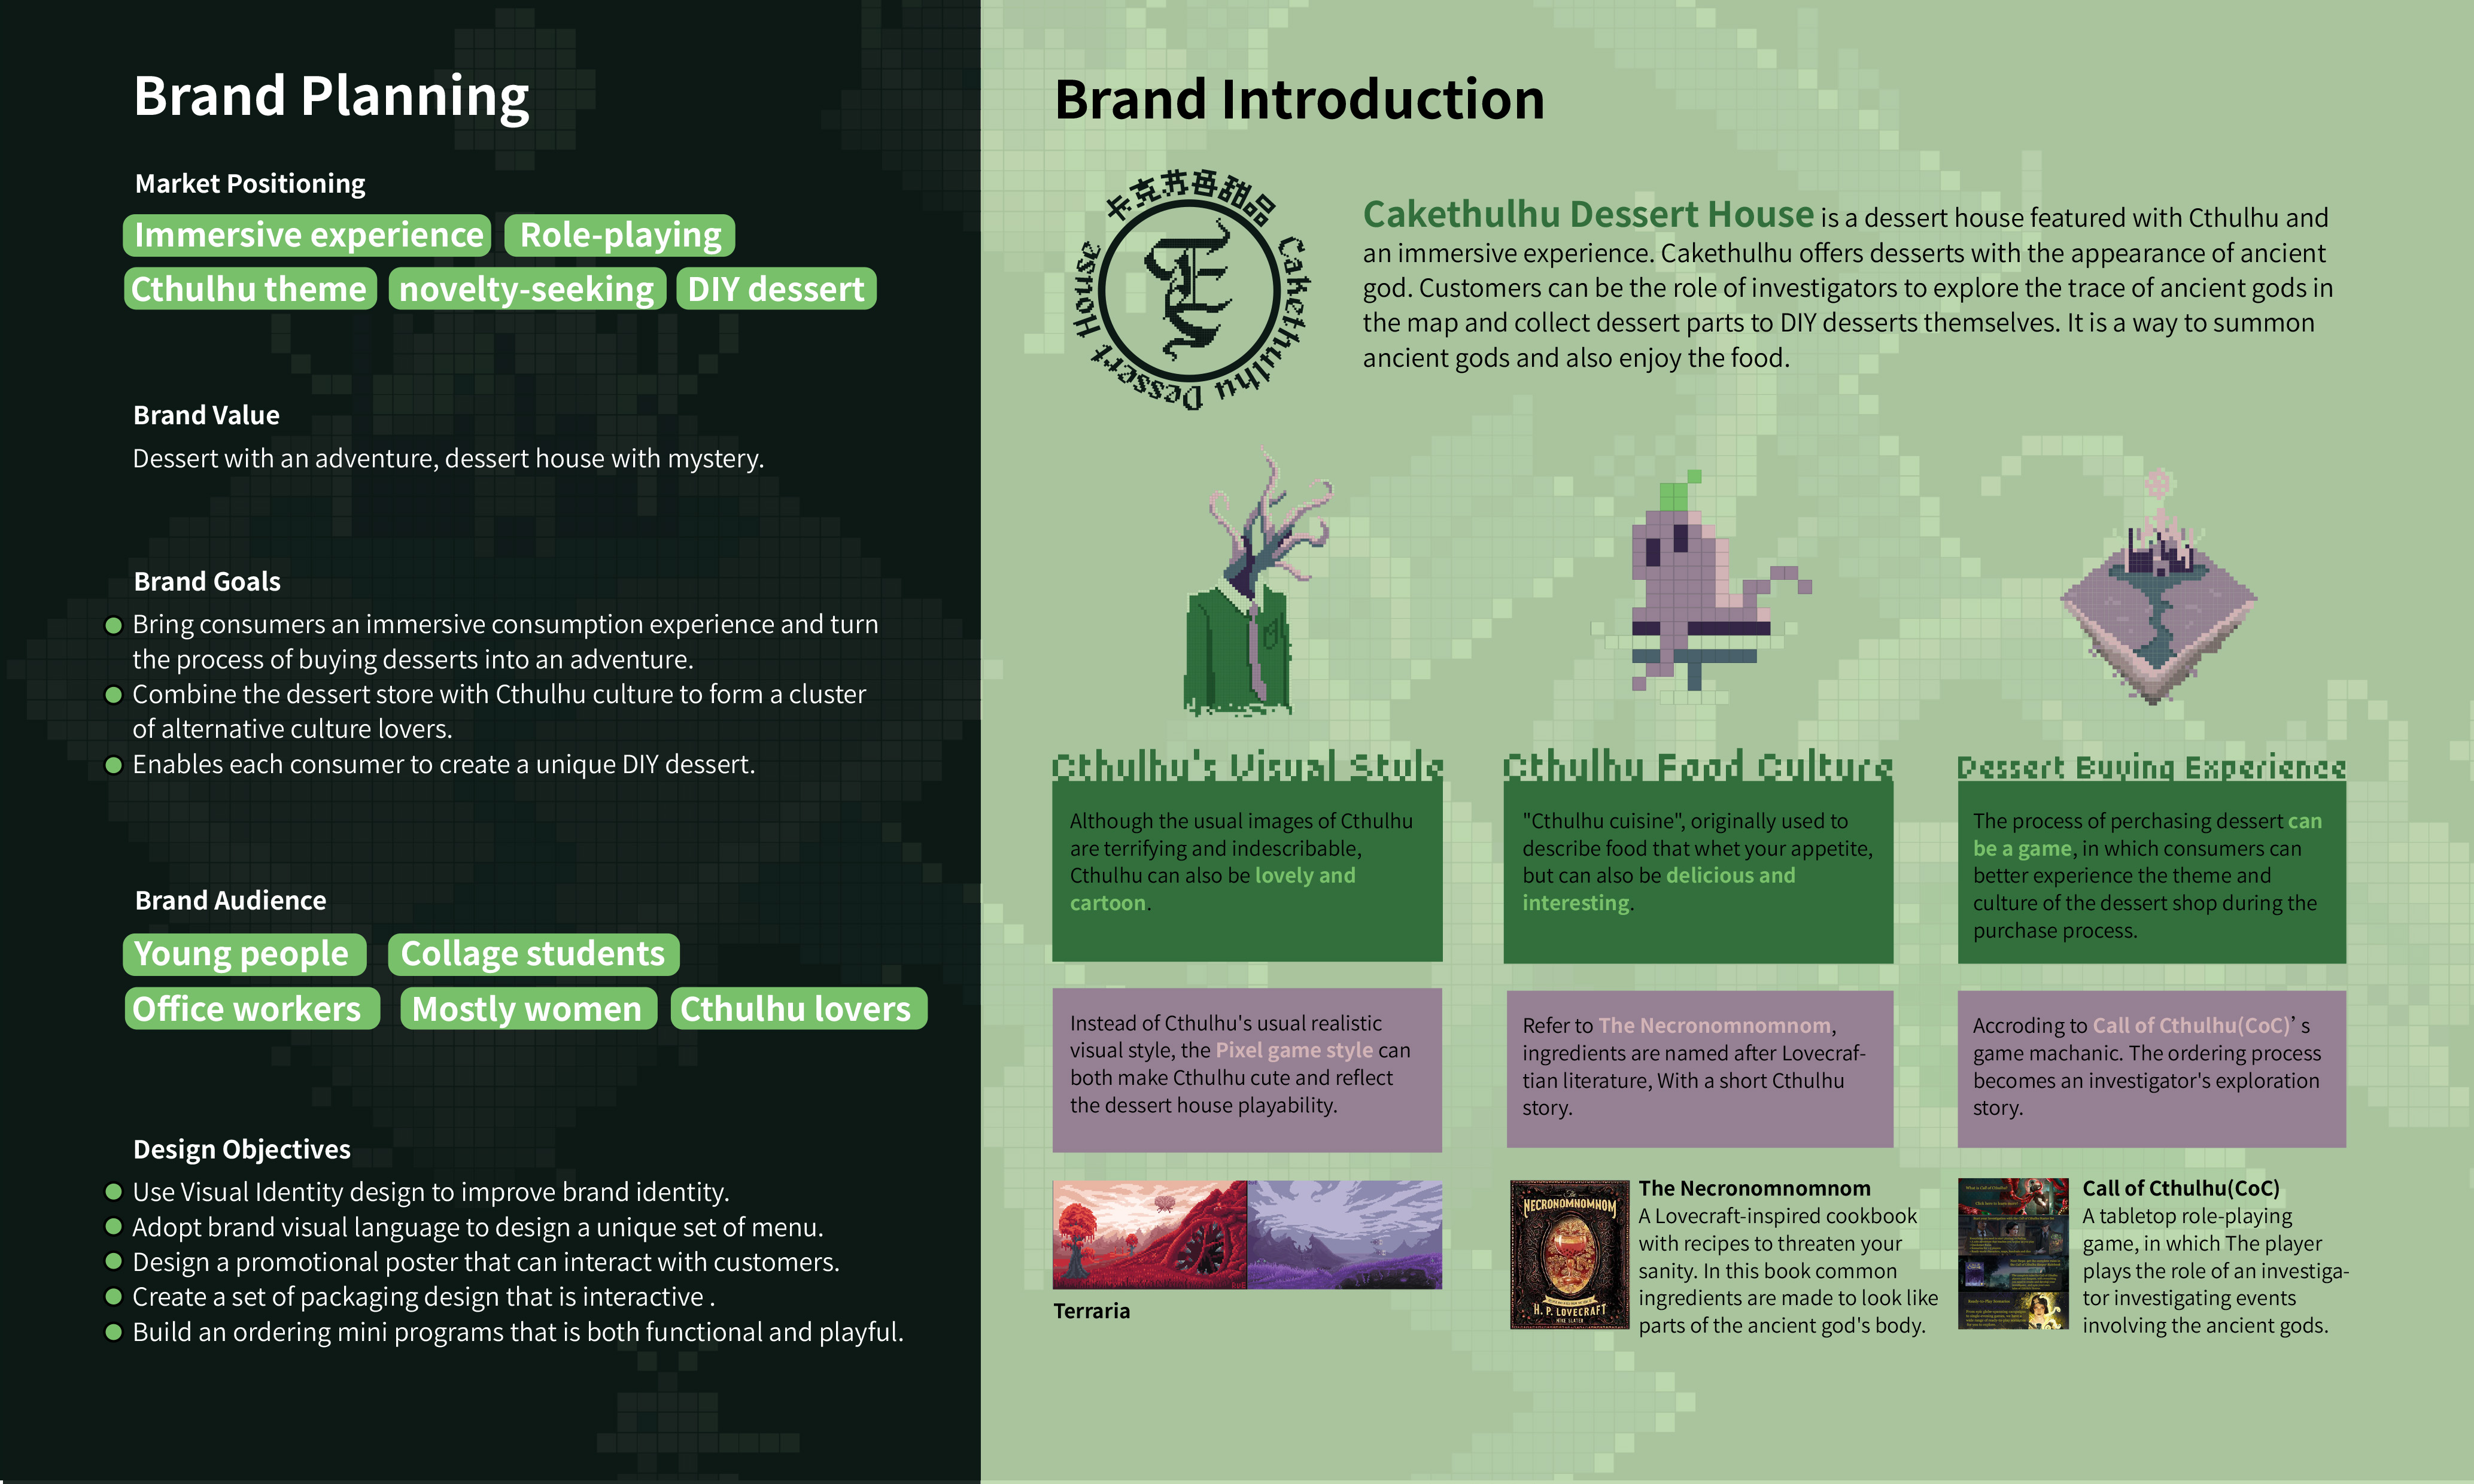 Brand Planning
Market Positioning
Immersive experience
Role-playing
Cthulhu theme
novelty-seeking
DIY dessert
Brand Value
Dessert with an adventure, dessert house with mystery.
Brand Goals
Bring consumers an immersive consumption experience and turn
the process of buying desserts into an adventure.
Combine the dessert store with Cthulhu culture to form a cluster
of alternative culture lovers.
Enables each consumer to create a unique DIY dessert.
Brand Audience
Young people
Collage students
Office workers
Mostly women
Cthulhu lovers
Design Objectives
Use Visual Identity design to improve brand identity.
Adopt brand visual language to design a unique set of menu.
Design a promotional poster that can interact with customers.
Create a set of packaging design that is interactive .
Build an ordering mini programs that is both functional and playful.
Brand Introduction
卡克苏鲁甜品
Cakethulhu Dessert House
Cakethulhu Dessert House is a dessert house featured with Cthulhu and
an immersive experience. Cakethulhu offers desserts with the appearance of ancient
god. Customers can be the role of investigators to explore the trace of ancient gods in
the map and collect dessert parts to DIY desserts themselves. It is a way to summon
ancient gods and also enjoy the food.
Cthulhu's Visual Style
Although the usual images of Cthulhu
are terrifying and indescribable,
Cthulhu can also be lovely and
cartoon.
Instead of Cthulhu's usual realistic
visual style, the Pixel game style can
both make Cthulhu cute and reflect
the dessert house playability.
Terraria
Cthulhu Food Culture
"Cthulhu cuisine", originally used to
describe food that whet your appetite,
but can also be delicious and
interesting.
Refer to The Necronomnomnom,
ingredients are named after Lovecraf-
tian literature, With a short Cthulhu
story.
The
NECRONOMNOMNOM
H. P. LOVECRAFT
MIKE SLATER
The Necronomnomnom
A Lovecraft-inspired cookbook
with recipes to threaten your
sanity. In this book common
ingredients are made to look like
parts of the ancient god's body.
Dessert Buying Experience
The process of perchasing dessert can
be a game, in which consumers can
better experience the theme and
culture of the dessert shop during the
purchase process.
Accroding to Call of Cthulhu(CoC)’ s
game machanic. The ordering process
becomes an investigator's exploration
story.
What is Call of Cthulhu?
Call of Cthulhu(CoC)
A tabletop role-playing
game, in which The player
plays the role of an investiga-
tor investigating events
involving the ancient gods.